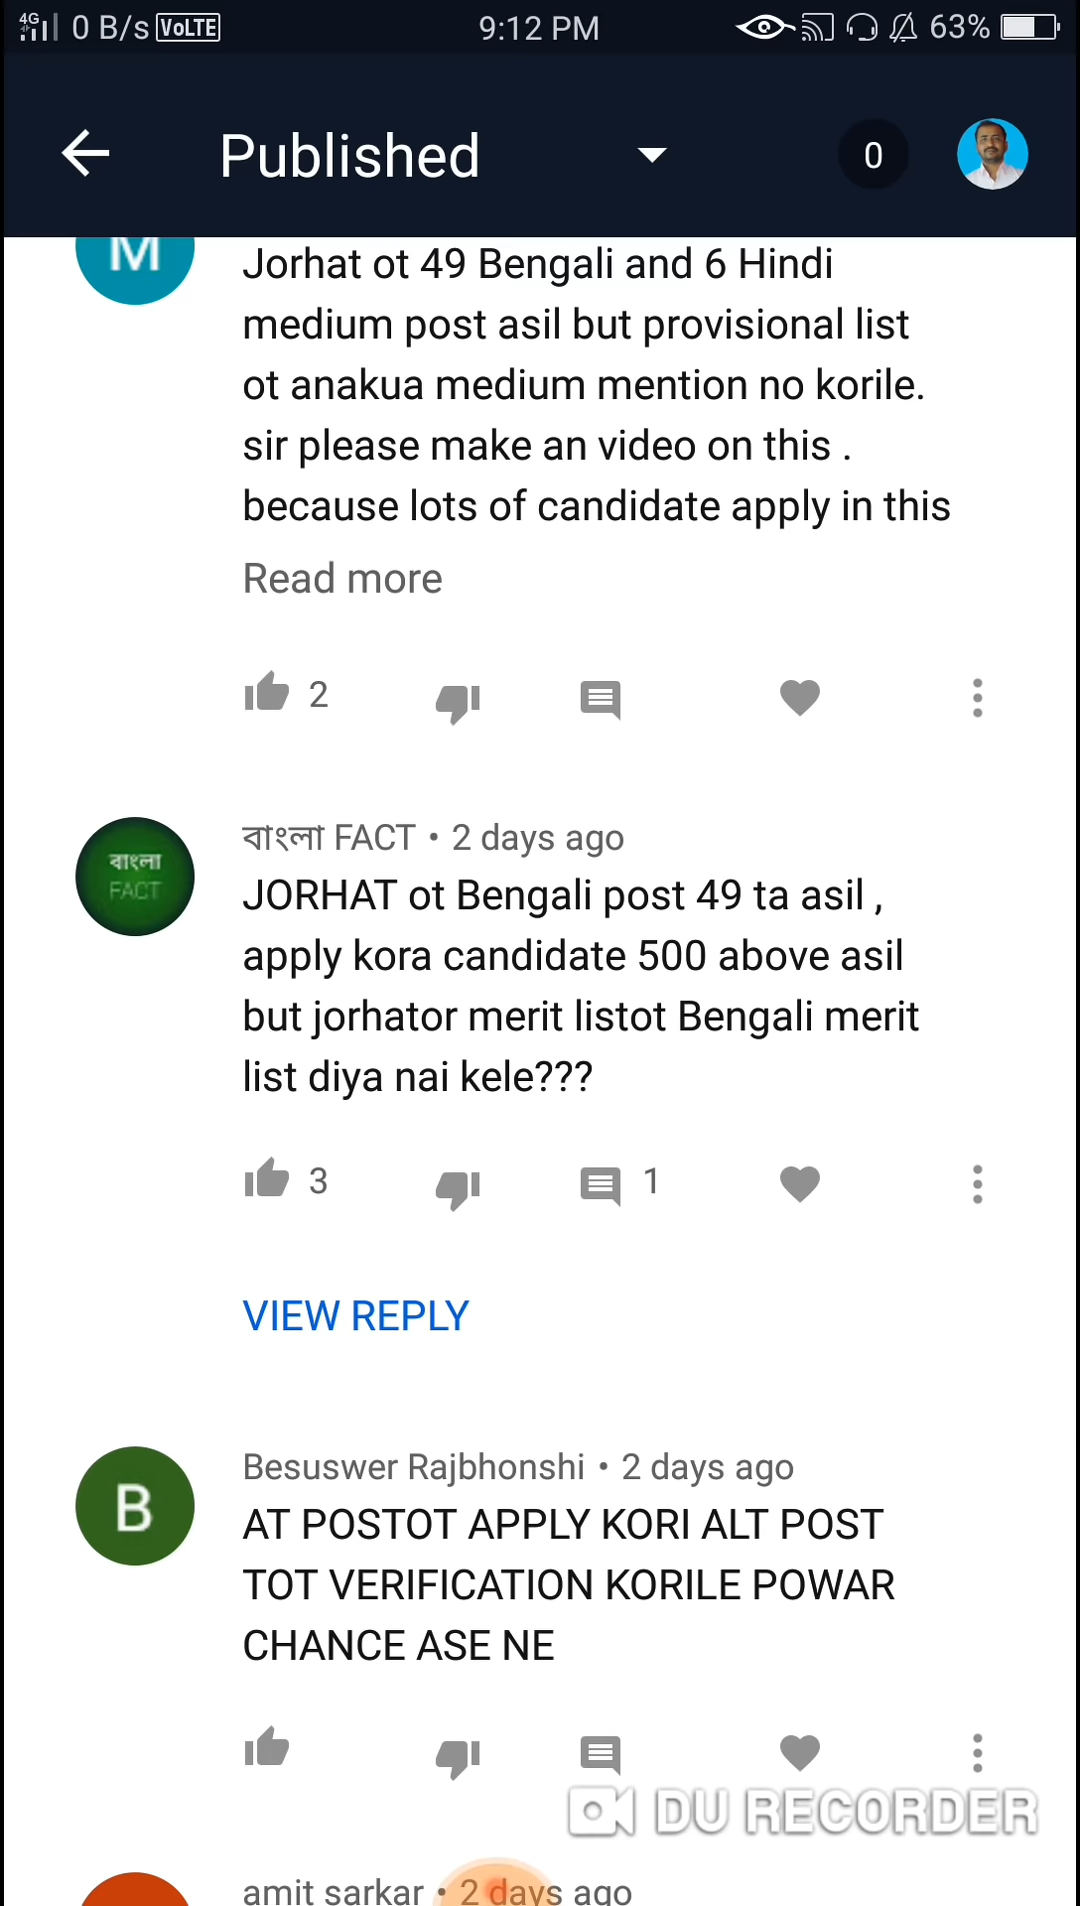 4G 0 B/s VoLTE 9:12 PM 63%
Published 0
M
Jorhat ot 49 Bengali and 6 Hindi
medium post asil but provisional list
ot anakua medium mention no korile.
sir please make an video on this .
because lots of candidate apply in this
Read more
2
বাংলা FACT • 2 days ago
বাংলা
FACT
JORHAT ot Bengali post 49 ta asil ,
apply kora candidate 500 above asil
but jorhator merit listot Bengali merit
list diya nai kele???
3 1
VIEW REPLY
Besuswer Rajbhonshi • 2 days ago
B
AT POSTOT APPLY KORI ALT POST
TOT VERIFICATION KORILE POWAR
CHANCE ASE NE
DU RECORDER
amit sarkar • 2 days ago